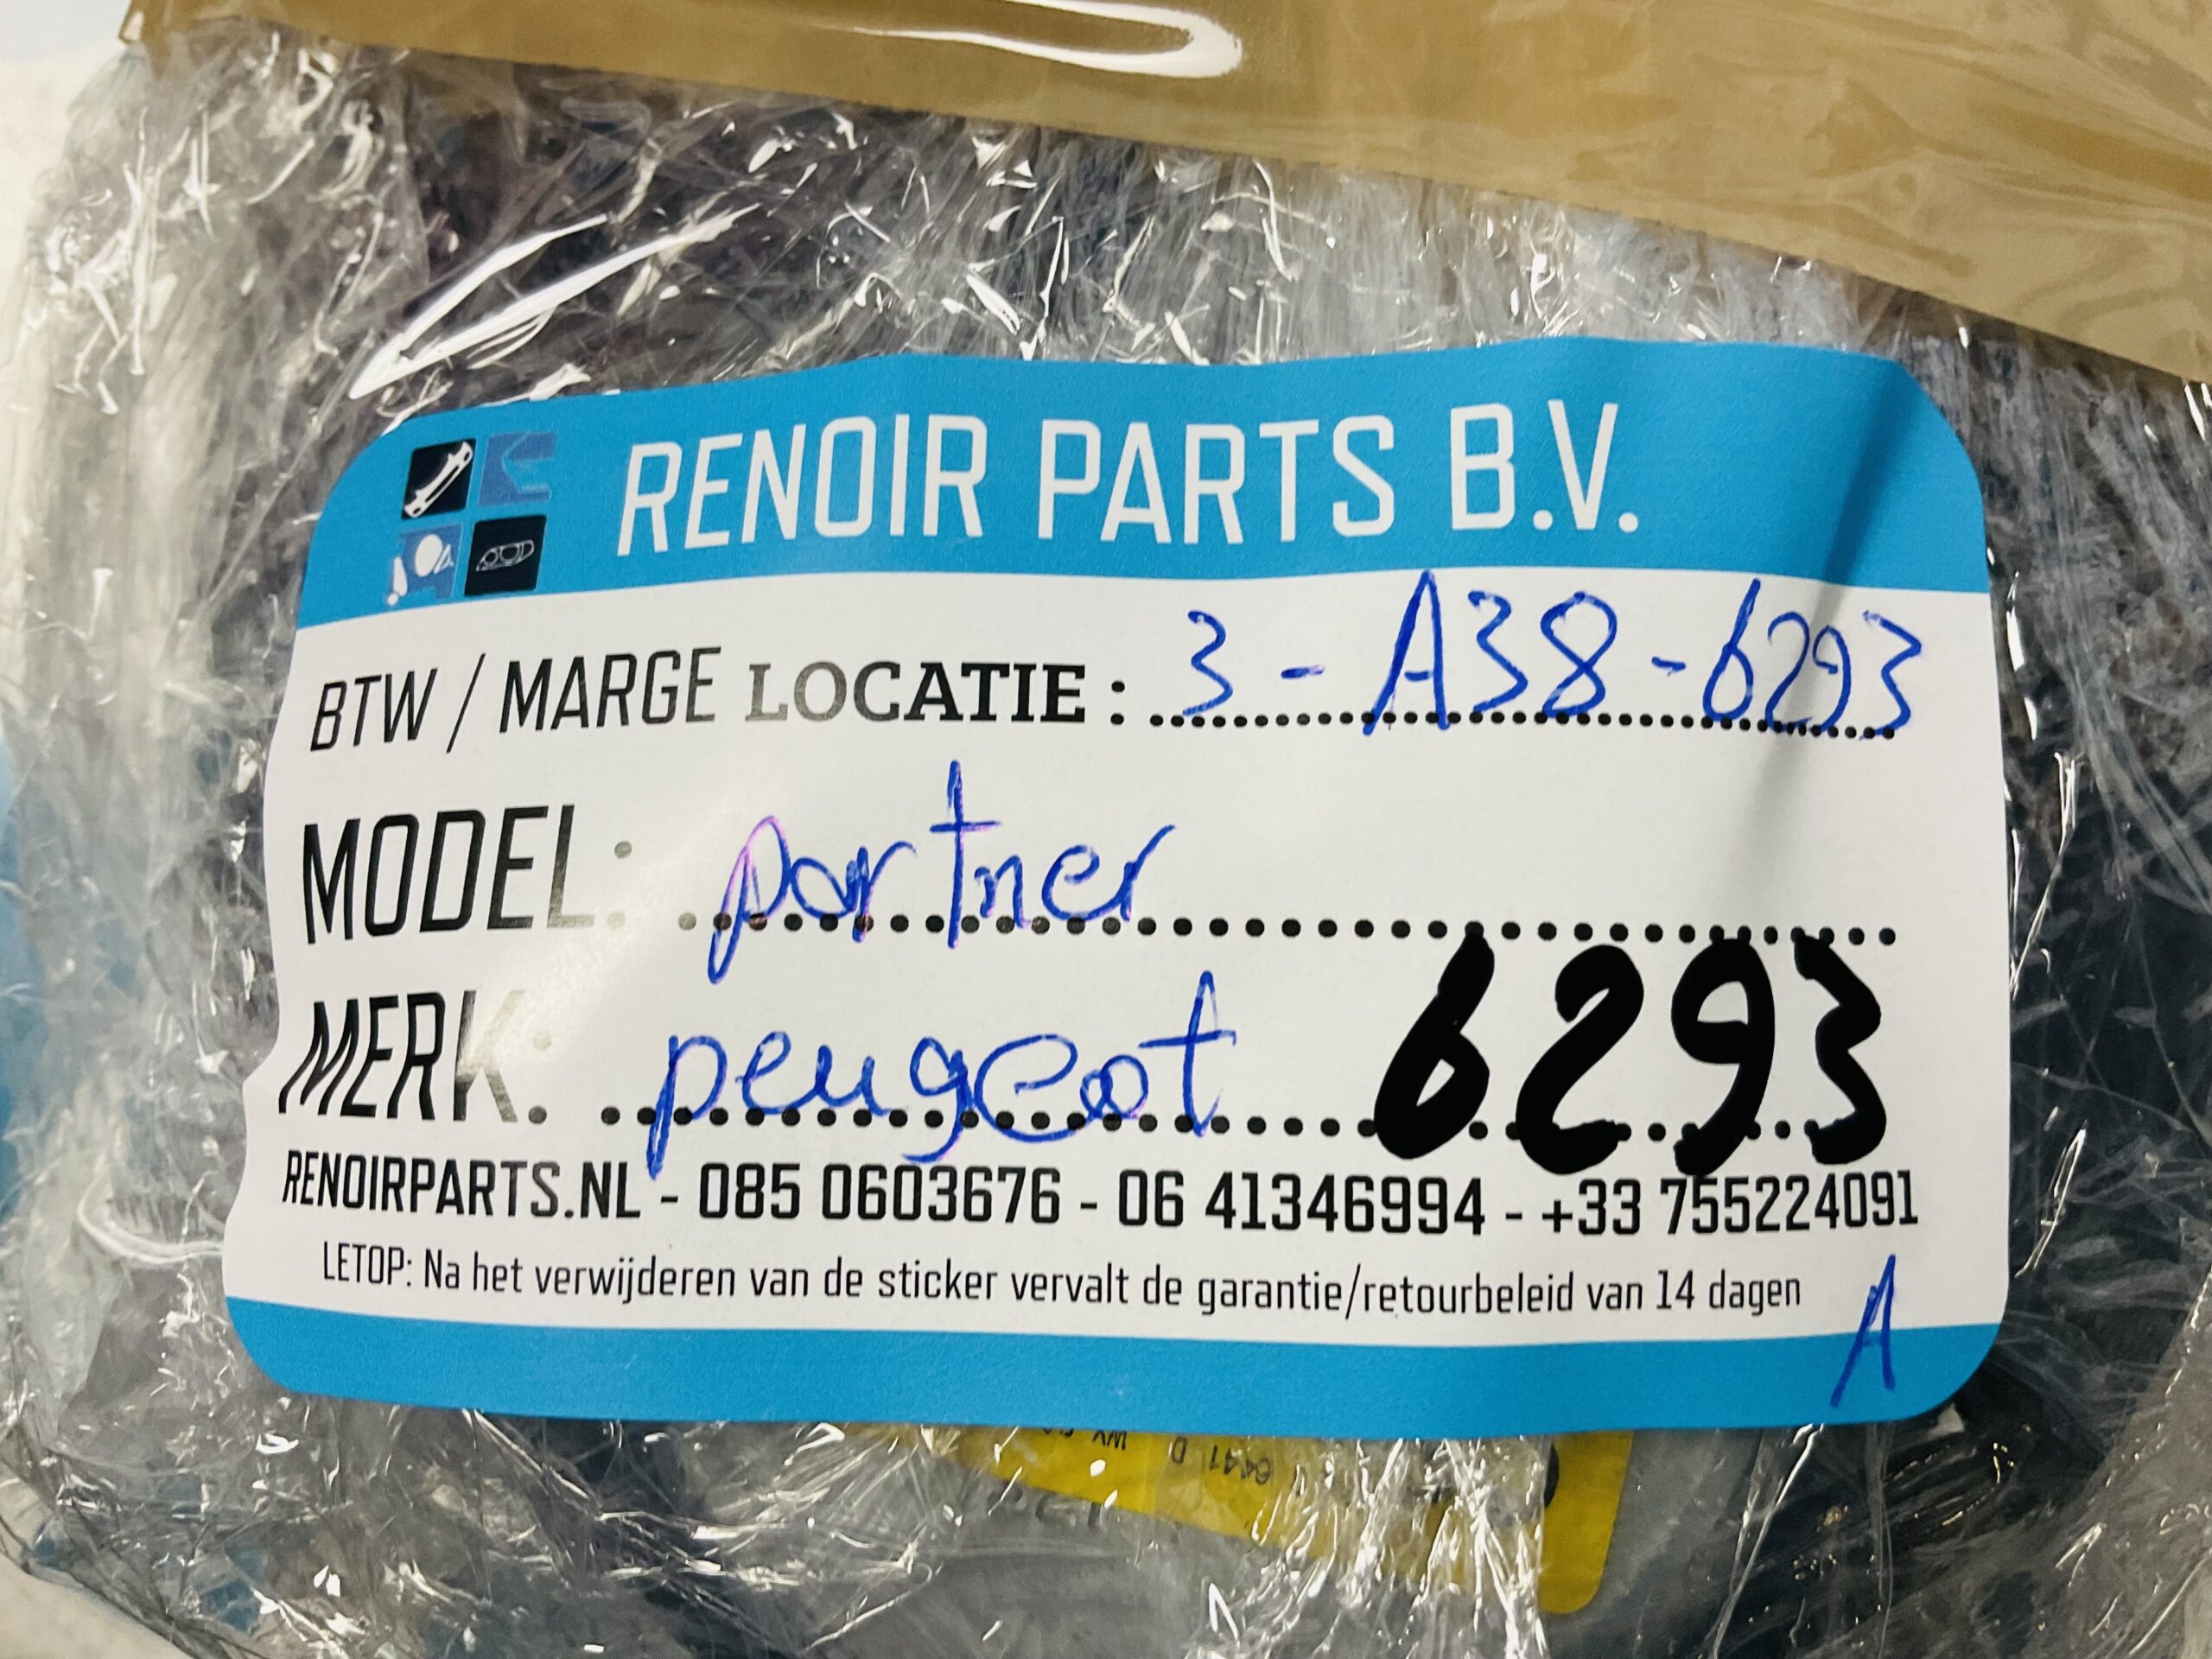 RENOIR PARTS B.V.
BTW / MARGE LOCATIE : 3 - A38 - 6293
MODEL: partner
MERK: peugeot 6293
RENOIRPARTS.NL - 085 0603676 - 06 41346994 - +33 755224091
LETOP: Na het verwijderen van de sticker vervalt de garantie/retourbeleid van 14 dagen
A